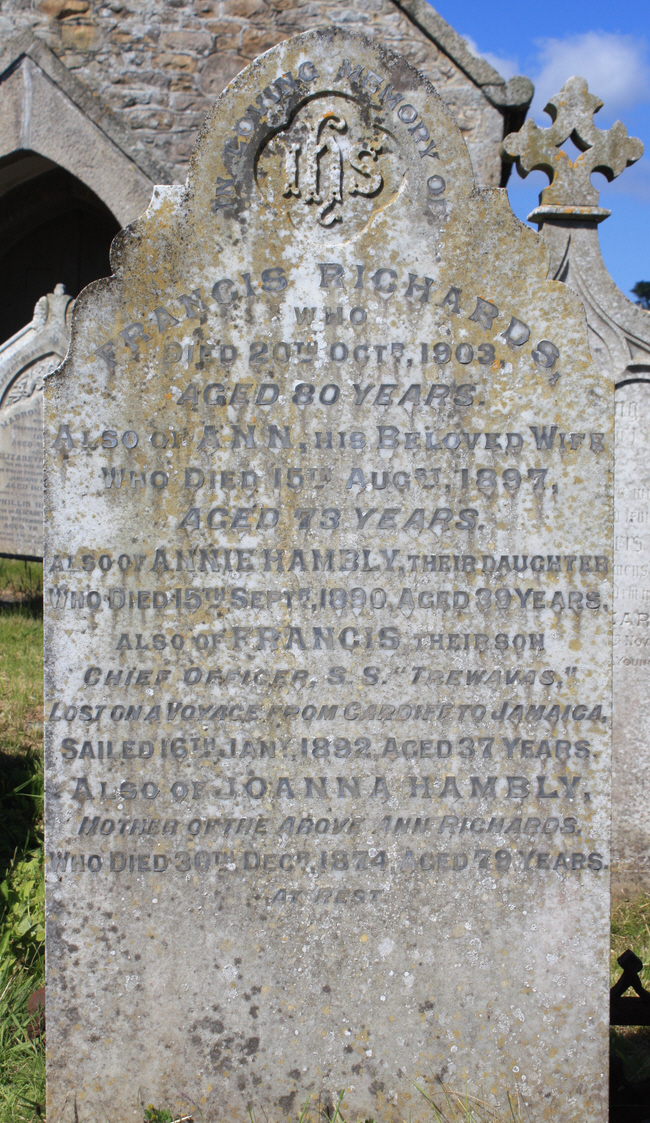 IN LOVING MEMORY OF
IHS
FRANCIS RICHARDS,
WHO
DIED 20TH OCTR, 1903,
AGED 80 YEARS.
ALSO OF ANN, HIS BELOVED WIFE
WHO DIED 15TH AUGST, 1897,
AGED 73 YEARS.
ALSO OF ANNIE HAMBLY, THEIR DAUGHTER
WHO DIED 15TH SEPTR, 1890, AGED 39 YEARS.
ALSO OF FRANCIS, THEIR SON
CHIEF OFFICER, S. S. "TREWAVAS,"
LOST ON A VOYAGE FROM CARDIFF TO JAMAICA,
SAILED 16TH JANY, 1892, AGED 37 YEARS.
ALSO OF JOANNA HAMBLY,
MOTHER OF THE ABOVE ANN RICHARDS,
WHO DIED 30TH DECR, 1874, AGED 79 YEARS.
AT REST